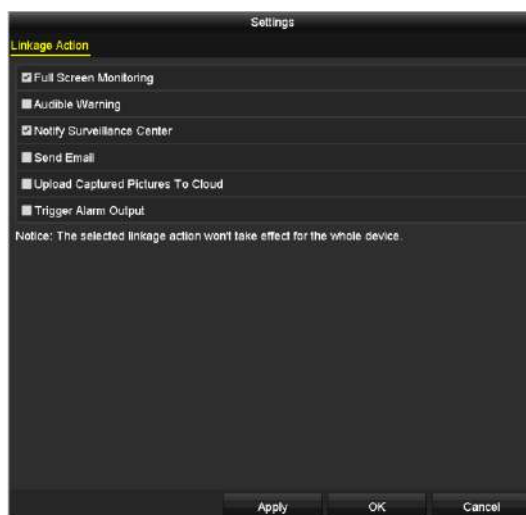 Settings
Linkage Action
Full Screen Monitoring
Audible Warning
Notify Surveillance Center
Send Email
Upload Captured Pictures To Cloud
Trigger Alarm Output
Notice: The selected linkage action won't take effect for the whole device.
Apply OK Cancel